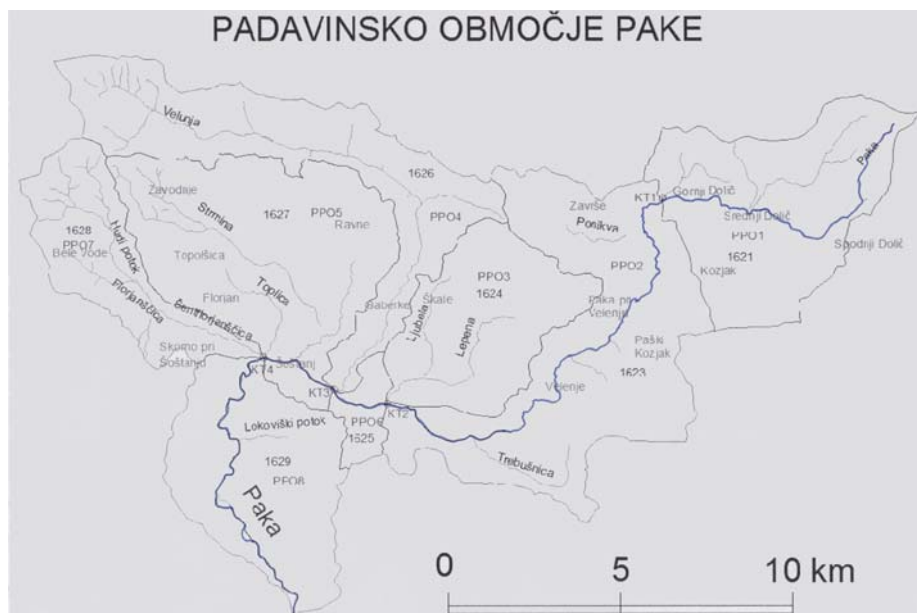 PADAVINSKO OBMOČJE PAKE
Velunja
Paka
1626
Zavodnje
Strmina
1627
PPO5
Ravne
PPO4
Završe
Ponikva
KT1
Gornji Dolič
Srednji Dolič
PPO1
1621
Spodnji Dolič
Kozjak
1628
PPO7
Bele Vode
Hudi potok
Topolšica
Toplica
Florjan
Florjanščica
Florjanščica
Skorno pri
Šoštanju
Šoštanj
KT4
KT3
KT2
Gaberke
Škale
Ljubela
Lepena
PPO3
1624
PPO2
Paka pri
Velenju
Paški
Kozjak
1623
Velenje
Trebušnica
PPO6
1625
Lokoviški potok
1629
PPO8
Paka
0
5
10 km